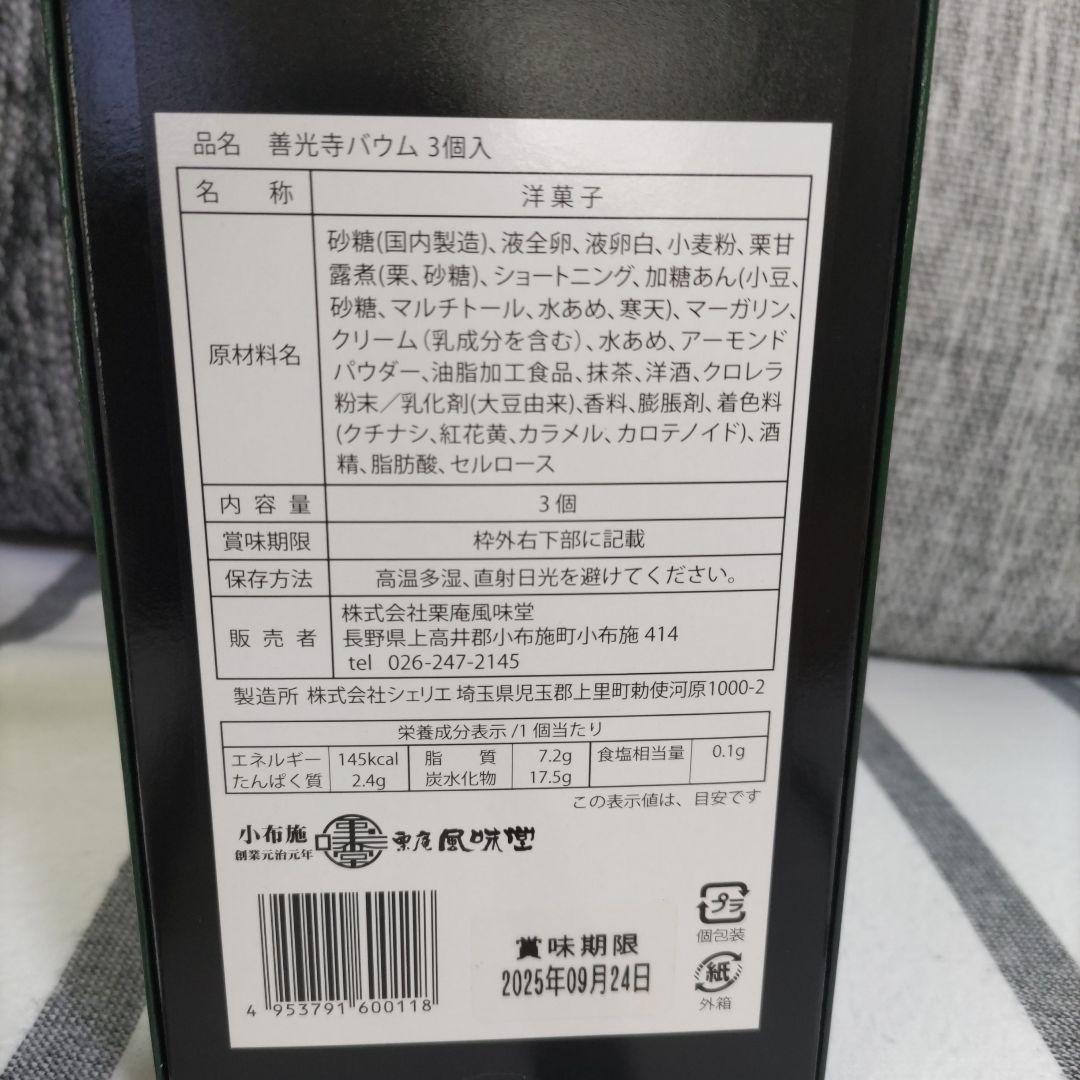 品名 善光寺バウム 3個入
名称 洋菓子
原材料名
砂糖(国内製造)、液全卵、液卵白、小麦粉、栗甘
露煮(栗、砂糖)、ショートニング、加糖あん(小豆、
砂糖、マルチトール、水あめ、寒天)、マーガリン、
クリーム(乳成分を含む)、水あめ、アーモンド
パウダー、油脂加工食品、抹茶、洋酒、クロレラ
粉末／乳化剤(大豆由来)、香料、膨脹剤、着色料
(クチナシ、紅花黄、カラメル、カロテノイド)、酒
精、脂肪酸、セルロース
内容量 3個
賞味期限 枠外右下部に記載
保存方法 高温多湿、直射日光を避けてください。
販売者
株式会社栗庵風味堂
長野県上高井郡小布施町小布施 414
tel 026-247-2145
製造所 株式会社シェリエ 埼玉県児玉郡上里町勅使河原1000-2
栄養成分表示/1個当たり
エネルギー 145kcal 脂質 7.2g 食塩相当量 0.1g
たんぱく質 2.4g 炭水化物 17.5g
この表示値は、目安です
小布施
創業元治元年
栗庵 風味堂
4 953791 600118
賞味期限
2025年09月24日
プラ
個包装
紙
外箱